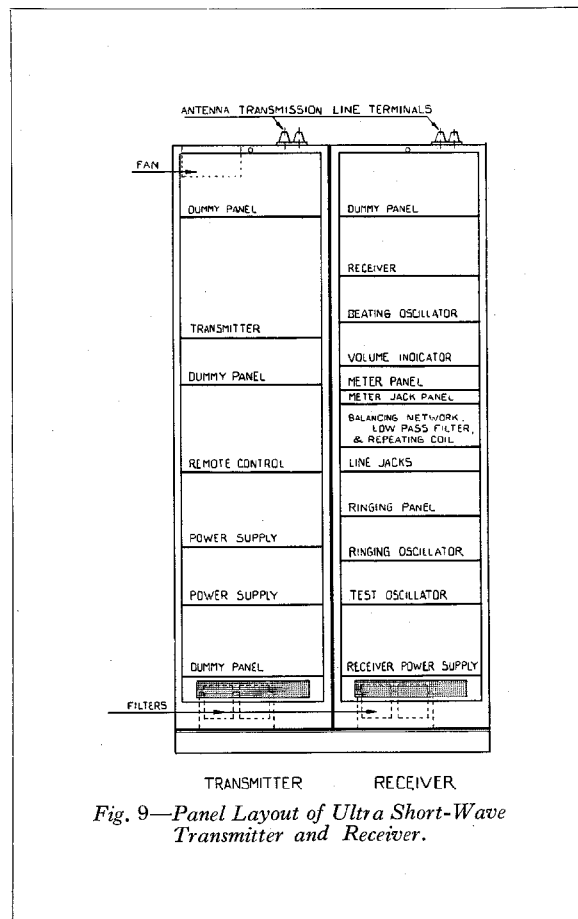 ANTENNA TRANSMISSION LINE TERMINALS
FAN
DUMMY PANEL
TRANSMITTER
DUMMY PANEL
REMOTE CONTROL
POWER SUPPLY
POWER SUPPLY
DUMMY PANEL
FILTERS
DUMMY PANEL
RECEIVER
BEATING OSCILLATOR
VOLUME INDICATOR
METER PANEL
METER JACK PANEL
BALANCING NETWORK,
LOW PASS FILTER,
& REPEATING COIL
LINE JACKS
RINGING PANEL
RINGING OSCILLATOR
TEST OSCILLATOR
RECEIVER POWER SUPPLY
TRANSMITTER RECEIVER
Fig. 9—Panel Layout of Ultra Short-Wave
Transmitter and Receiver.